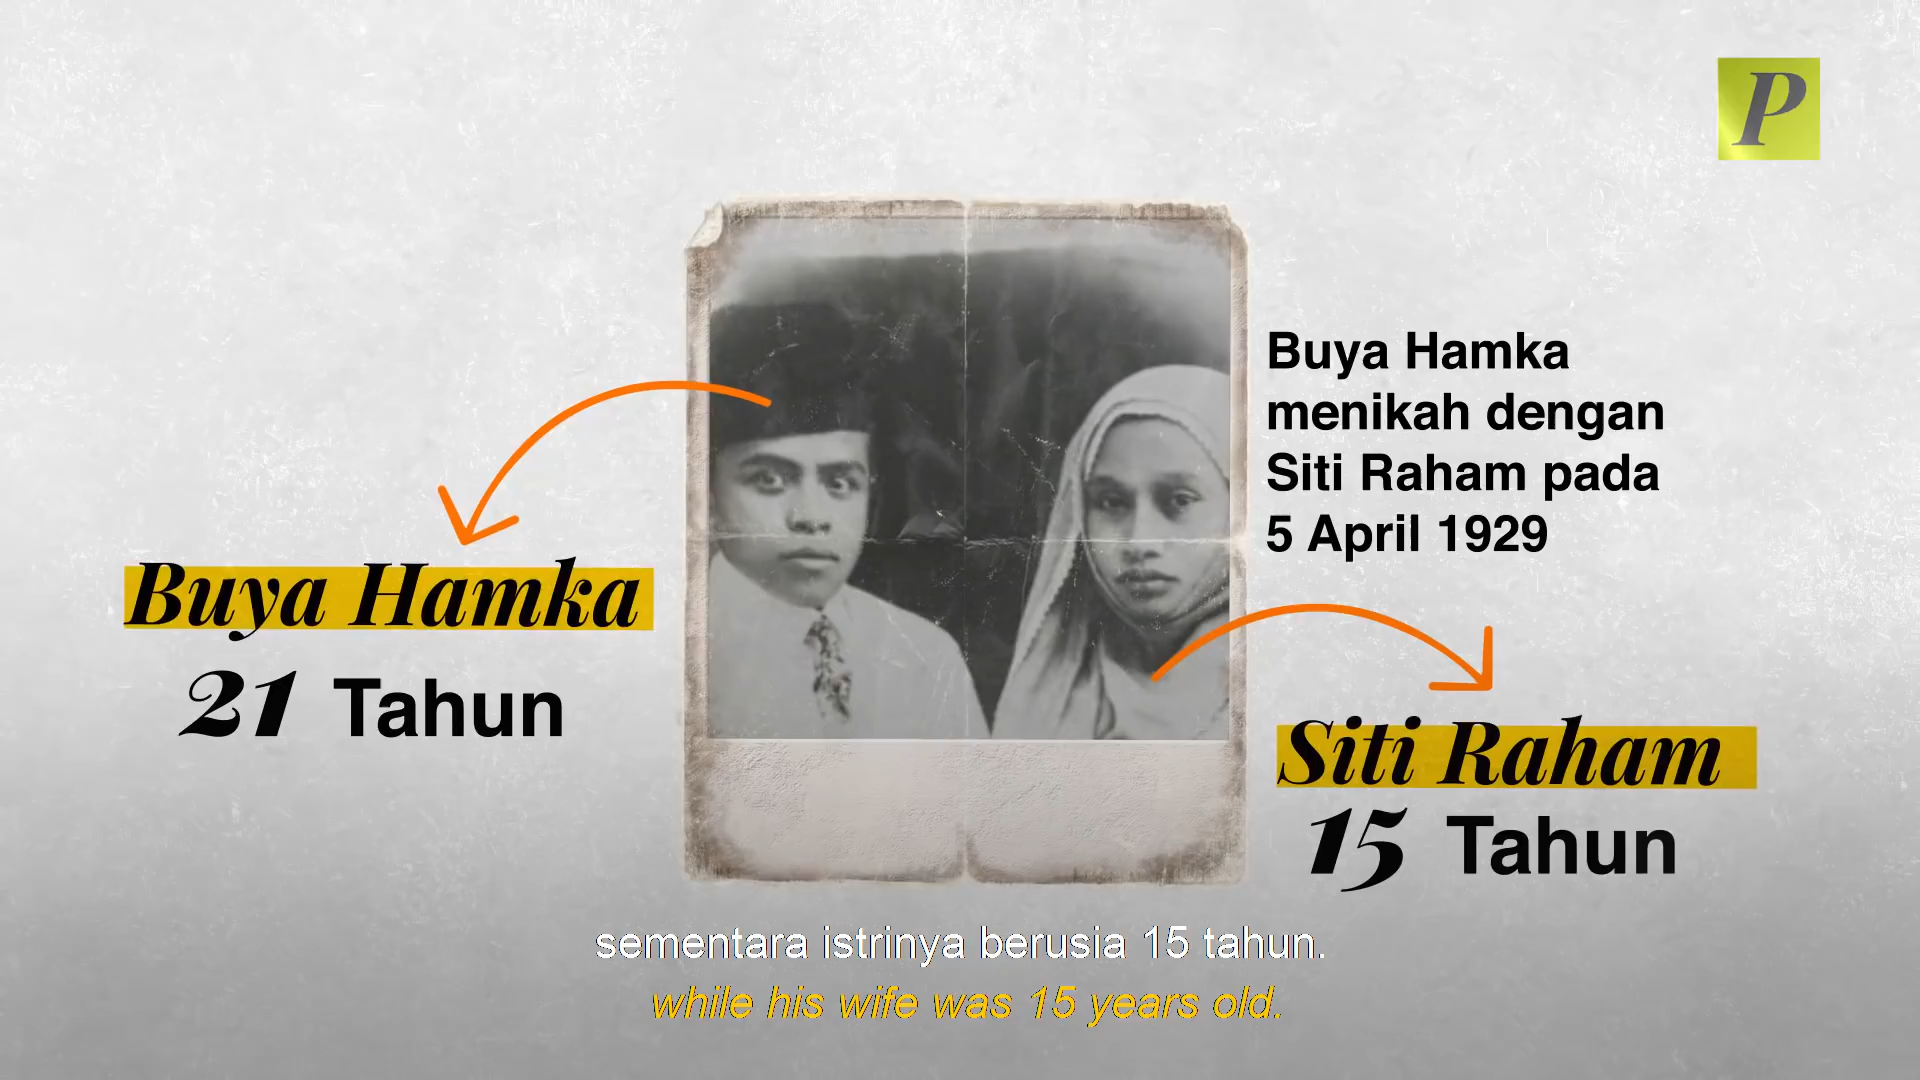 P
Buya Hamka
menikah dengan
Siti Raham pada
5 April 1929
Buya Hamka
21 Tahun
Siti Raham
15 Tahun
sementara istrinya berusia 15 tahun.
while his wife was 15 years old.